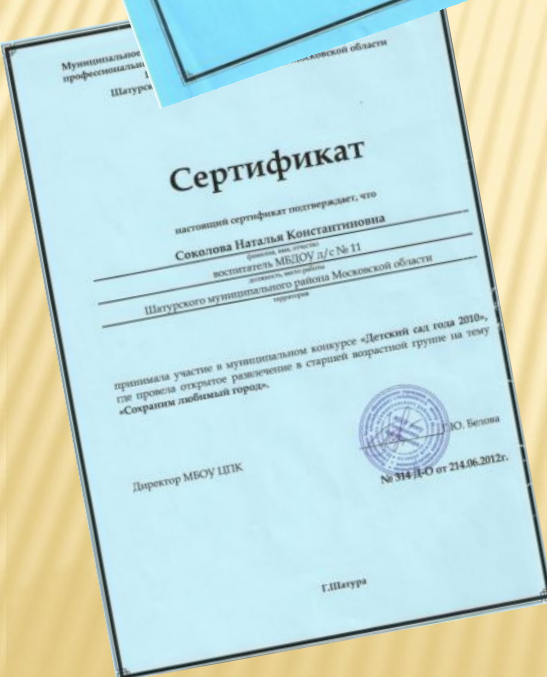 Муниципальное
профессиональн московской области
Шатурск
Сертификат
настоящий сертификат подтверждает, что
Соколова Наталья Константиновна
фамилия, имя, отчество
воспитатель МБДОУ д/с № 11
должность, место работы
Шатурского муниципального района Московской области
территория
принимала участие в муниципальном конкурсе «Детский сад года 2010»,
где провела открытое развлечение в старшей возрастной группе на тему
«Сохраним любимый город».
Ю. Белова
Директор МБОУ ЦПК
№ 314 Д-О от 214.06.2012г.
Г.Шатура